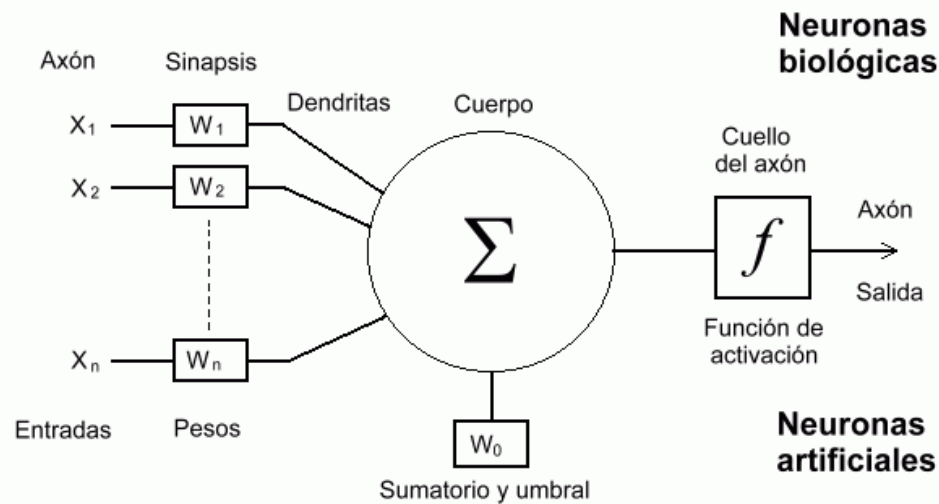 Neuronas
biológicas
Axón
Sinapsis
Dendritas
Cuerpo
Cuello
del axón
X1
W1
X2
W2
Σ
f
Axón
Salida
Función de
activación
Xn
Wn
Entradas
Pesos
W0
Sumatorio y umbral
Neuronas
artificiales